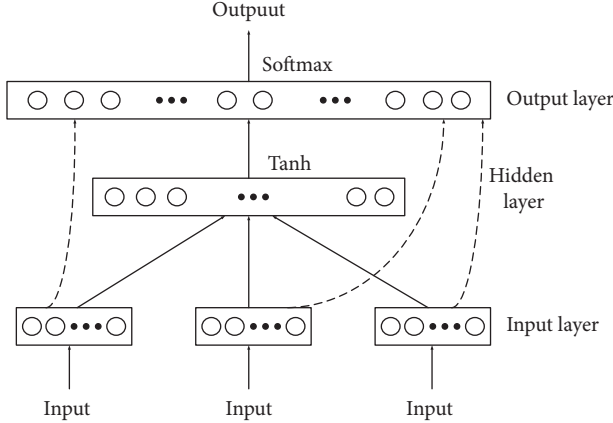 Outpuut
Softmax
Output layer
Tanh
Hidden
layer
Input layer
Input
Input
Input